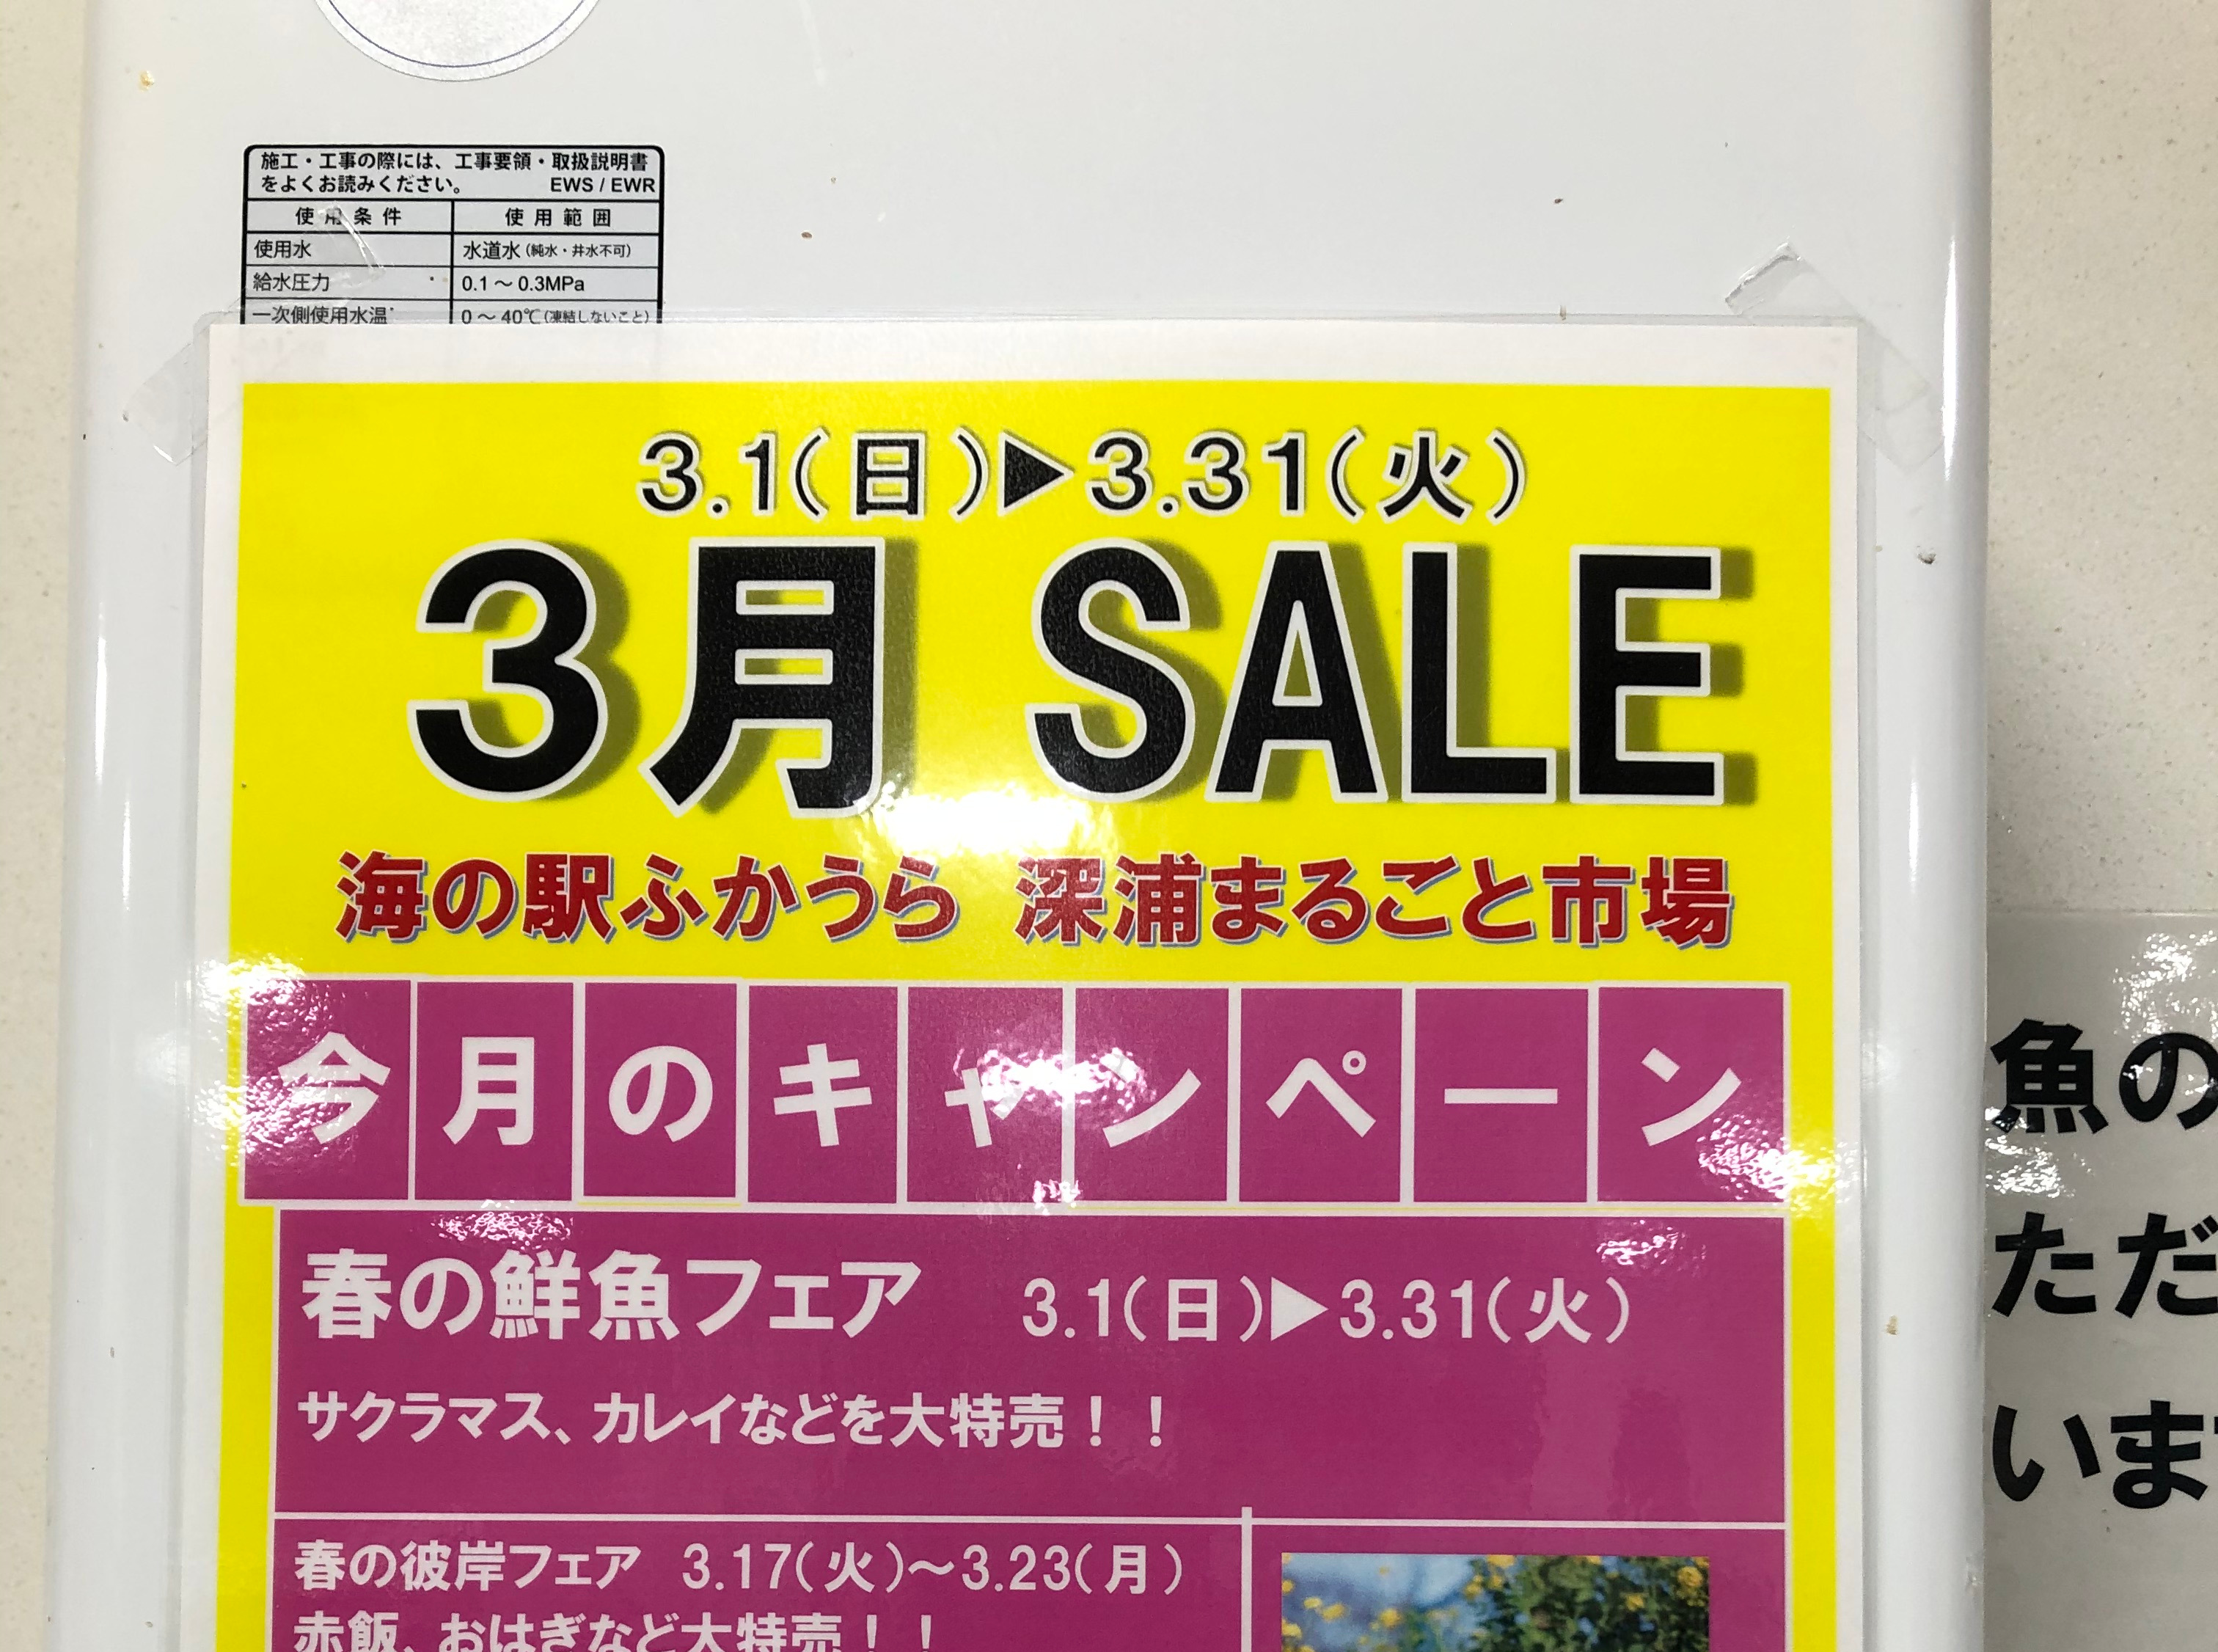 施工・工事の際には、工事要領・取扱説明書
をよくお読みください。 EWS / EWR
使用条件 使用範囲
使用水 水道水(純水・井水不可)
給水圧力 0.1～0.3MPa
一次側使用水温 0～40℃(凍結しないこと)
3.1(日)▶3.31(火)
3月 SALE
海の駅ふかうら 深浦まるごと市場
今月のキャンペーン
春の鮮魚フェア 3.1(日)▶3.31(火)
サクラマス、カレイなどを大特売！！
春の彼岸フェア 3.17(火)～3.23(月)
赤飯、おはぎなど大特売！！
魚の
ただ
いま